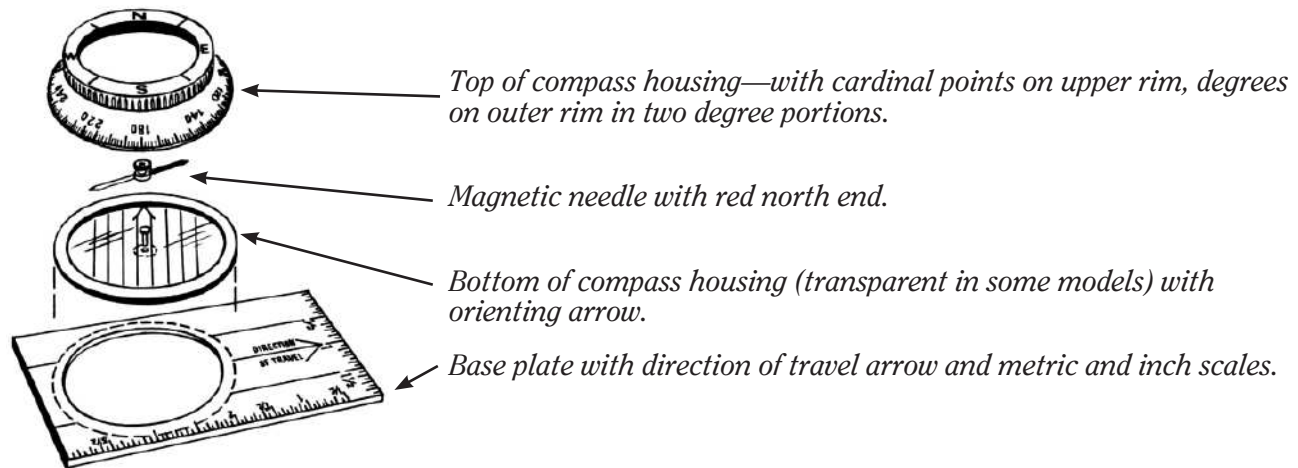 N
W E
S
220 180 140
Top of compass housing—with cardinal points on upper rim, degrees
on outer rim in two degree portions.
Magnetic needle with red north end.
Bottom of compass housing (transparent in some models) with
orienting arrow.
DIRECTION
OF TRAVEL
Base plate with direction of travel arrow and metric and inch scales.